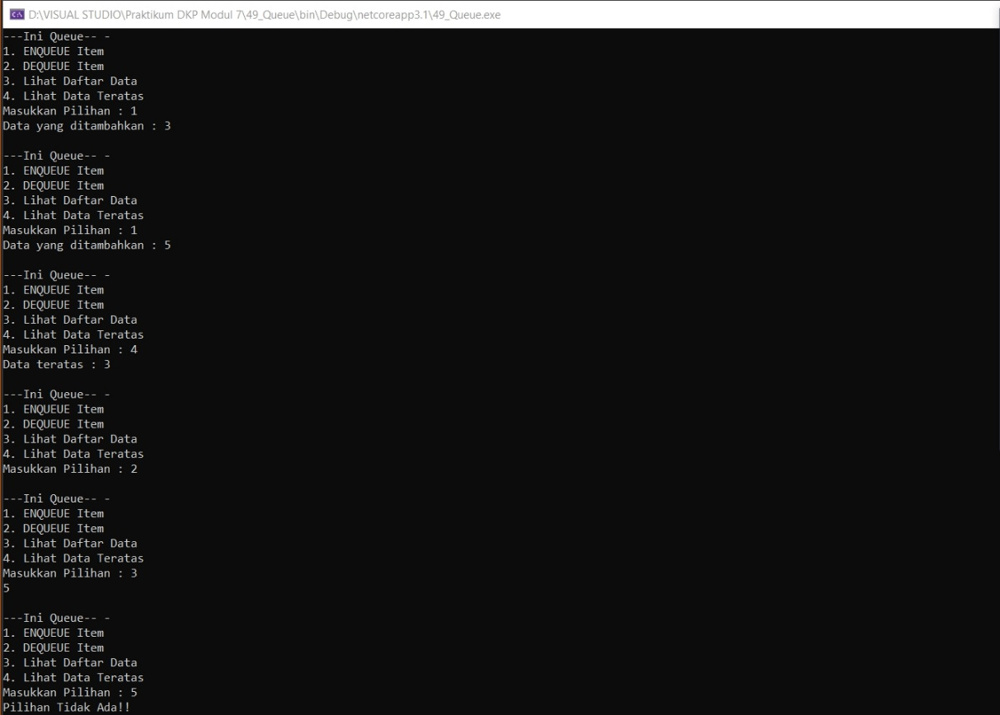 D:\VISUAL STUDIO\Praktikum DKP Modul 7\49_Queue\bin\Debug\netcoreapp3.1\49_Queue.exe
---Ini Queue-- -
1. ENQUEUE Item
2. DEQUEUE Item
3. Lihat Daftar Data
4. Lihat Data Teratas
Masukkan Pilihan : 1
Data yang ditambahkan : 3

---Ini Queue-- -
1. ENQUEUE Item
2. DEQUEUE Item
3. Lihat Daftar Data
4. Lihat Data Teratas
Masukkan Pilihan : 1
Data yang ditambahkan : 5

---Ini Queue-- -
1. ENQUEUE Item
2. DEQUEUE Item
3. Lihat Daftar Data
4. Lihat Data Teratas
Masukkan Pilihan : 4
Data teratas : 3

---Ini Queue-- -
1. ENQUEUE Item
2. DEQUEUE Item
3. Lihat Daftar Data
4. Lihat Data Teratas
Masukkan Pilihan : 2

---Ini Queue-- -
1. ENQUEUE Item
2. DEQUEUE Item
3. Lihat Daftar Data
4. Lihat Data Teratas
Masukkan Pilihan : 3
5

---Ini Queue-- -
1. ENQUEUE Item
2. DEQUEUE Item
3. Lihat Daftar Data
4. Lihat Data Teratas
Masukkan Pilihan : 5
Pilihan Tidak Ada!!